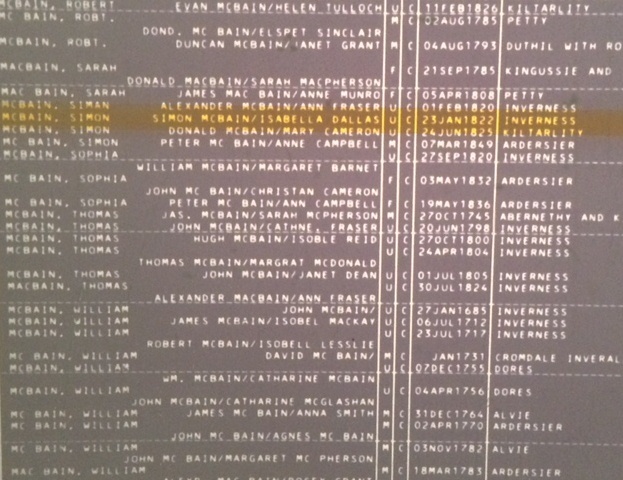 MCBAIN, ROBERT EVAN MCBAIN/HELEN TULLOCH U C 11FEB1826 KILTARLITY
MC BAIN, ROBT. M C 02AUG1785 PETTY
DOND. MC BAIN/ELSPET SINCLAIR
MCBAIN, ROBT. DUNCAN MCBAIN/JANET GRANT M C 04AUG1793 DUTHIL WITH RO
MCBAIN, SARAH F C 21SEP1785 KINGUSSIE AND
DONALD MACBAIN/SARAH MACPHERSON
MAC BAIN, SARAH JAMES MAC BAIN/ANNE MUNRO F C 05APR1808 PETTY
MCBAIN, SIMAN ALEXANDER MCBAIN/ANN FRASER U C 01FEB1820 INVERNESS
MCBAIN, SIMON SIMON MCBAIN/ISABELLA DALLAS U C 23JAN1822 INVERNESS
MCBAIN, SIMON DONALD MCBAIN/MARY CAMERON U C 24JUN1825 KILTARLITY
MC BAIN, SIMON PETER MC BAIN/ANNE CAMPBELL M C 07MAR1849 ARDERSIER
MCBAIN, SOPHIA U C 27SEP1820 INVERNESS
WILLIAM MCBAIN/MARGARET BARNET
MC BAIN, SOPHIA F C 03MAY1832 ARDERSIER
JOHN MC BAIN/CHRISTAN CAMERON
MC BAIN, SOPHIA PETER MC BAIN/ANN CAMPBELL F C 19MAY1836 ARDERSIER
MC BAIN, THOMAS JAS. MC BAIN/SARAH MCPHERSON M C 27OCT1745 ABERNETHY AND K
MCBAIN, THOMAS JOHN MCBAIN/CATHNE. FRASER U C 20JUN1798 INVERNESS
MCBAIN, THOMAS HUGH MCBAIN/ISOBLE REID U C 27OCT1800 INVERNESS
MCBAIN, THOMAS U C 24APR1804 INVERNESS
THOMAS MCBAIN/MARGRAT MCDONALD
MCBAIN, THOMAS JOHN MCBAIN/JANET DEAN U C 01JUL1805 INVERNESS
MACBAIN, THOMAS U C 30JUL1824 INVERNESS
ALEXANDER MACBAIN/ANN FRASER
MCBAIN, WILLIAM JOHN MCBAIN/ U C 27JAN1685 INVERNESS
MCBAIN, WILLIAM JAMES MCBAIN/ISOBEL MACKAY U C 06JUL1712 INVERNESS
MCBAIN, WILLIAM U C 23JUL1717 INVERNESS
ROBERT MCBAIN/ISOBELL LESSLIE
MC BAIN, WILLIAM DAVID MC BAIN/ M C JAN1731 CROMDALE INVERAL
MCBAIN, WILLIAM U C 07DEC1755 DORES
WM. MCBAIN/CATHARINE MCBAIN
MCBAIN, WILLIAM U C 04APR1756 DORES
JOHN MCBAIN/CATHARINE MCGLASHAN
MC BAIN, WILLIAM JAMES MC BAIN/ANNA SMITH M C 31DEC1764 ALVIE
MC BAIN, WILLIAM M C 02APR1770 ARDERSIER
JOHN MC BAIN/AGNES MC BAIN
MC BAIN, WILLIAM M C 03NOV1782 ALVIE
JOHN MC BAIN/MARGARET MC PHERSON
MAC BAIN, WILLIAM M C 18MAR1783 ARDERSIER